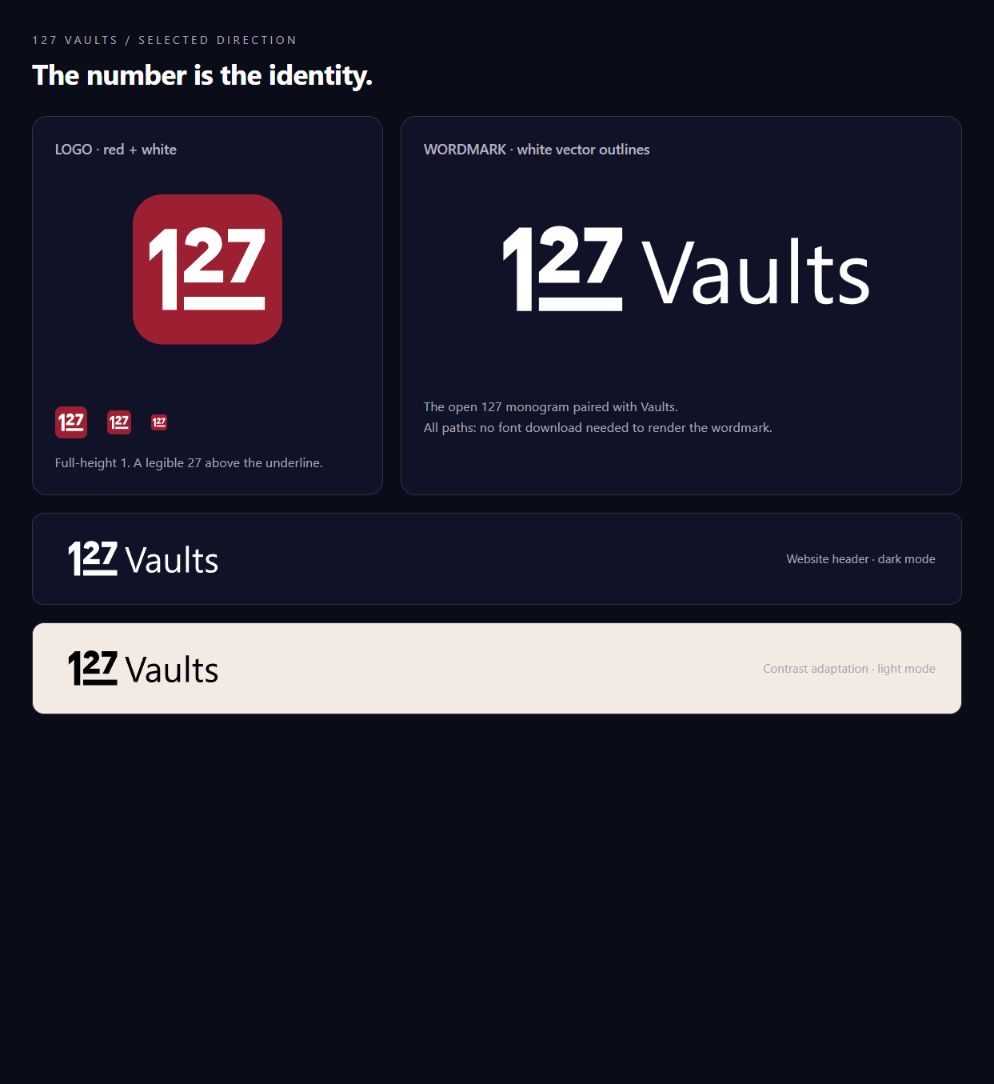 127 VAULTS / SELECTED DIRECTION
The number is the identity.
LOGO · red + white
127
127 127 127
Full-height 1. A legible 27 above the underline.
WORDMARK · white vector outlines
127 Vaults
The open 127 monogram paired with Vaults.
All paths: no font download needed to render the wordmark.
127 Vaults
Website header · dark mode
127 Vaults
Contrast adaptation · light mode